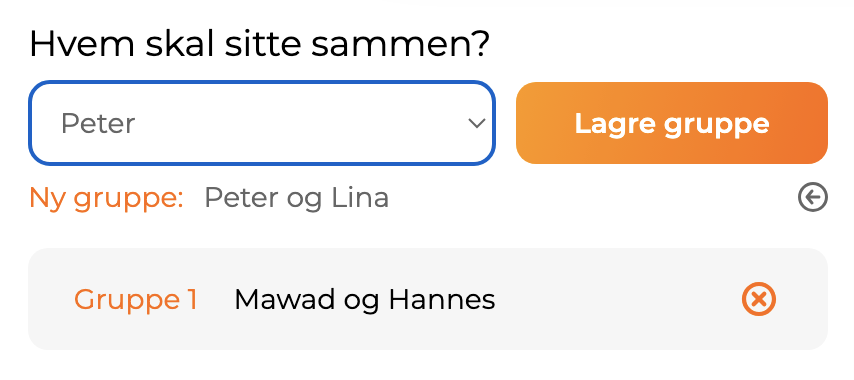 Hvem skal sitte sammen?
Peter
Lagre gruppe
Ny gruppe: Peter og Lina
Gruppe 1 Mawad og Hannes